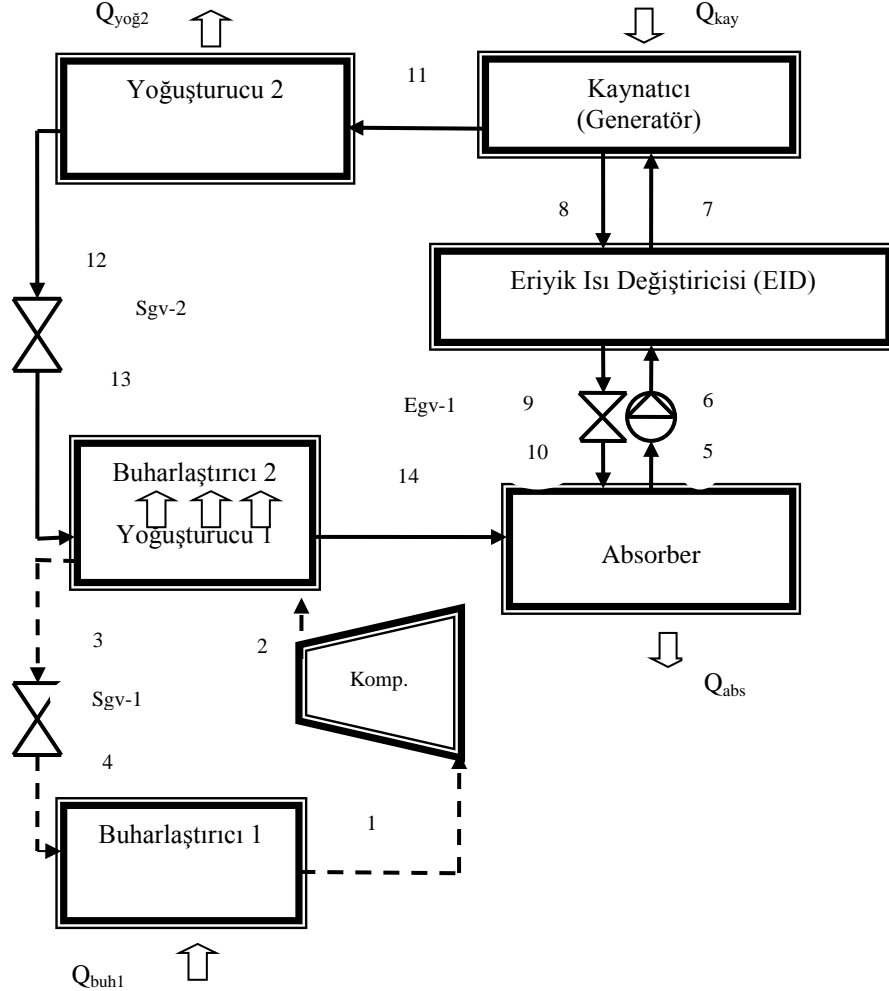 Qyoğ2
Qkay
11
Yoğuşturucu 2
Kaynatıcı
(Generatör)
8
7
12
Eriyik Isı Değiştiricisi (EID)
Sgv-2
13
Egv-1
9
6
10
5
Buharlaştırıcı 2
14
Yoğuşturucu 1
Absorber
3
2
Komp.
Qabs
Sgv-1
4
1
Buharlaştırıcı 1
Qbuh1